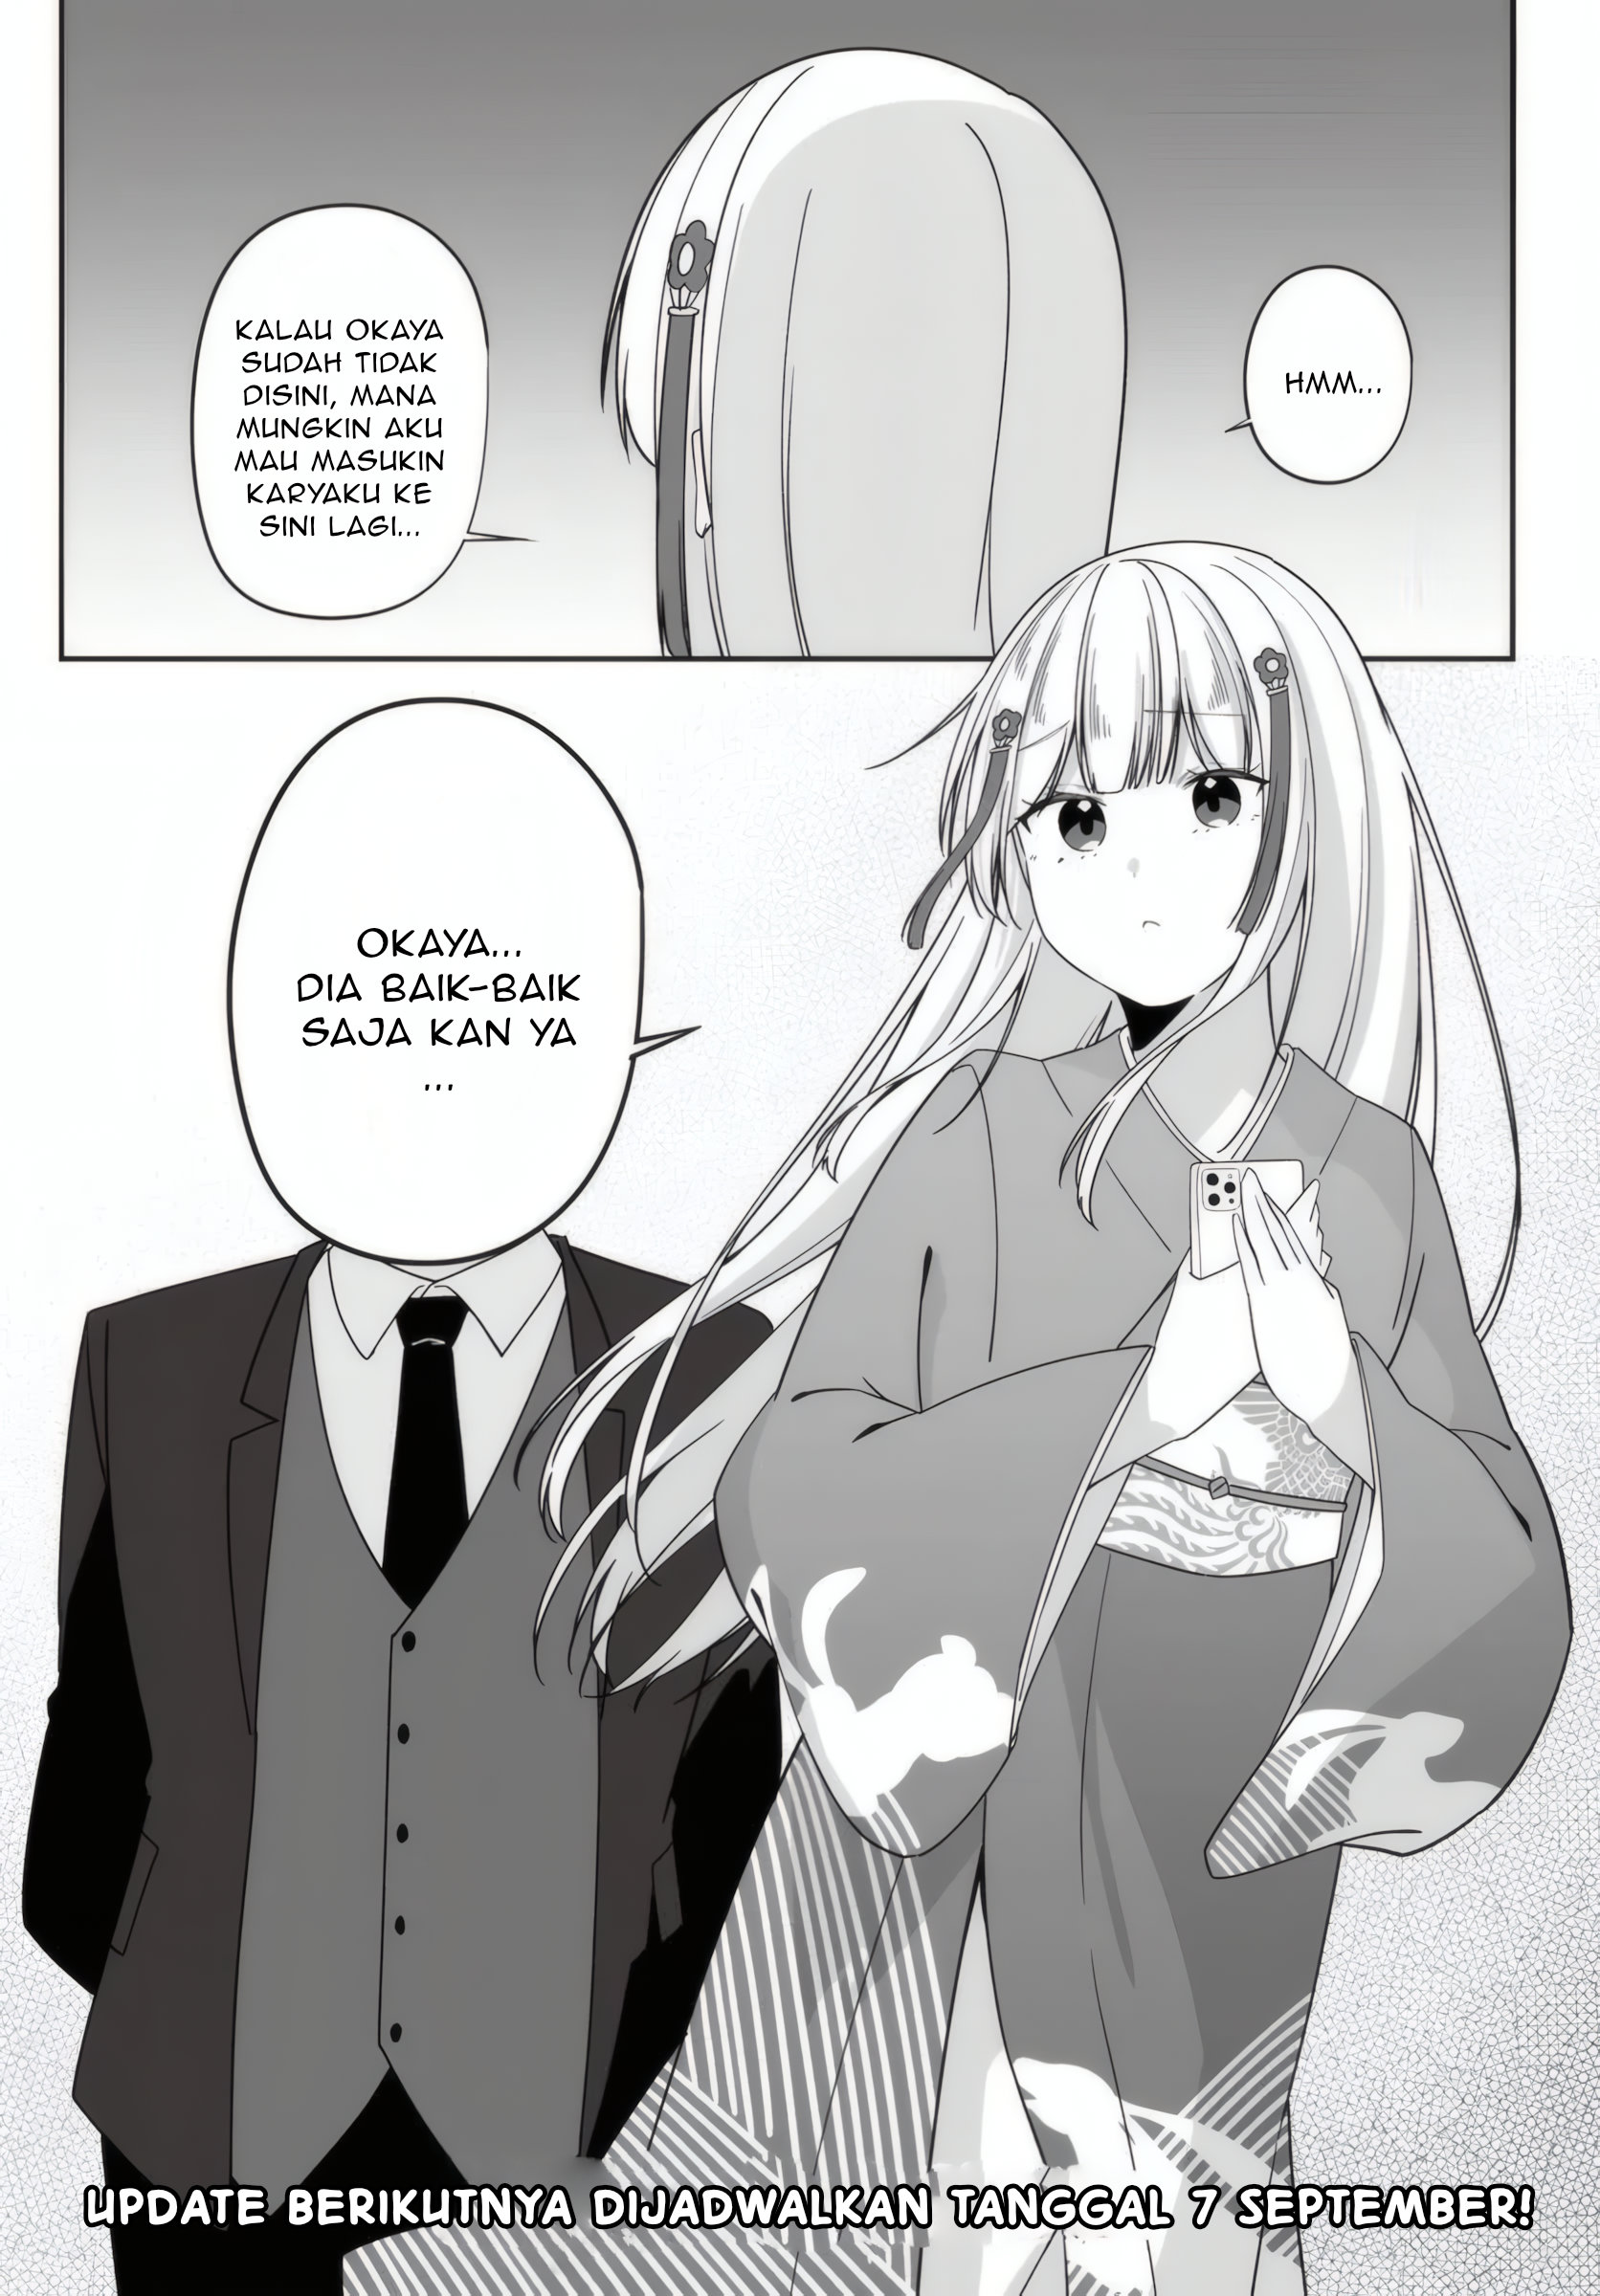 HMM...
KALAU OKAYA
SUDAH TIDAK
DISINI, MANA
MUNGKIN AKU
MAU MASUKIN
KARYAKU KE
SINI LAGI...
OKAYA...
DIA BAIK-BAIK
SAJA KAN YA
...
UPDATE BERIKUTNYA DIJADWALKAN TANGGAL 7 SEPTEMBER!